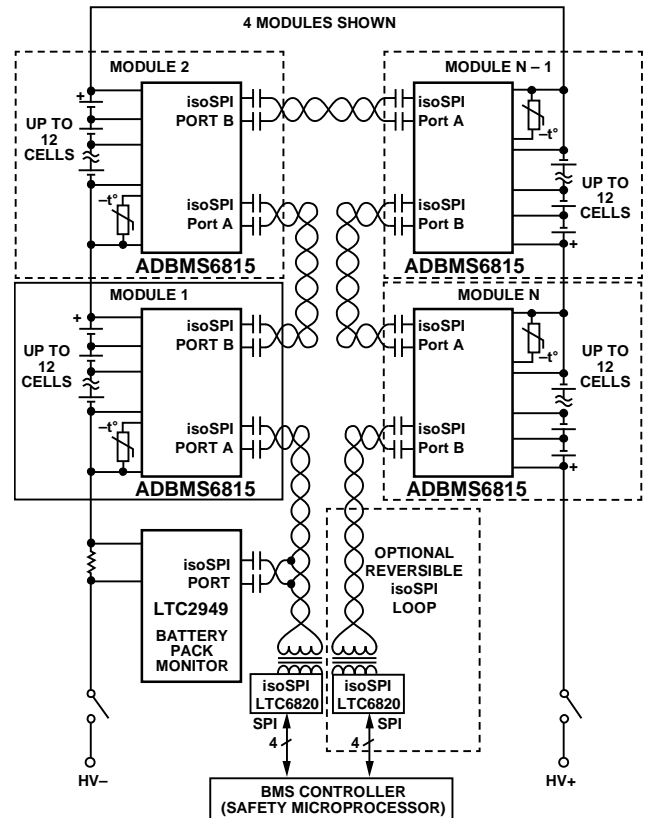 4 MODULES SHOWN
MODULE 2
+
UP TO
12
CELLS
–t°
isoSPI
PORT B
isoSPI
Port A
ADBMS6815
MODULE N – 1
isoSPI
Port A
isoSPI
Port B
–t°
UP TO
12
CELLS
+
ADBMS6815
MODULE 1
+
UP TO
12
CELLS
–t°
isoSPI
PORT B
isoSPI
PORT A
ADBMS6815
MODULE N
isoSPI
Port A
isoSPI
Port B
–t°
UP TO
12
CELLS
+
ADBMS6815
isoSPI
PORT
LTC2949
BATTERY
PACK
MONITOR
OPTIONAL
REVERSIBLE
isoSPI
LOOP
isoSPI
LTC6820
isoSPI
LTC6820
SPI
4
SPI
4
HV–
HV+
BMS CONTROLLER
(SAFETY MICROPROCESSOR)